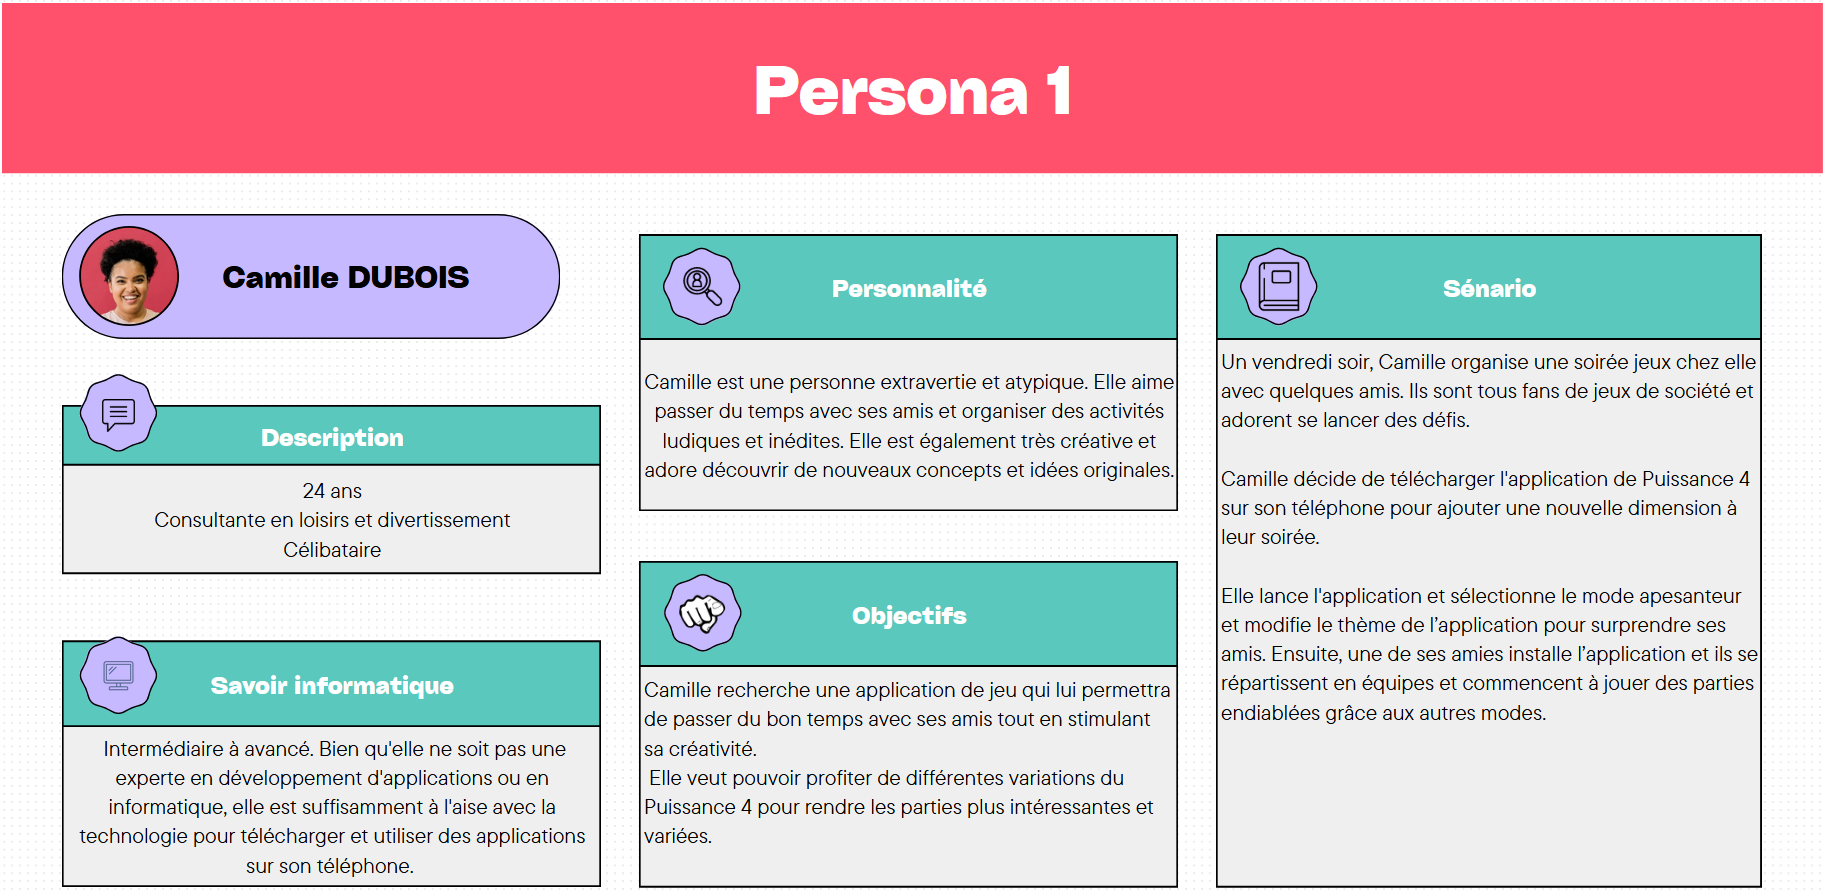 Persona 1
Camille DUBOIS
Description
24 ans
Consultante en loisirs et divertissement
Célibataire
Savoir informatique
Intermédiaire à avancé. Bien qu'elle ne soit pas une
experte en développement d'applications ou en
informatique, elle est suffisamment à l'aise avec la
technologie pour télécharger et utiliser des applications
sur son téléphone.
Personnalité
Camille est une personne extravertie et atypique. Elle aime
passer du temps avec ses amis et organiser des activités
ludiques et inédites. Elle est également très créative et
adore découvrir de nouveaux concepts et idées originales.
Objectifs
Camille recherche une application de jeu qui lui permettra
de passer du bon temps avec ses amis tout en stimulant
sa créativité.
Elle veut pouvoir profiter de différentes variations du
Puissance 4 pour rendre les parties plus intéressantes et
variées.
Sénario
Un vendredi soir, Camille organise une soirée jeux chez elle
avec quelques amis. Ils sont tous fans de jeux de société et
adorent se lancer des défis.
Camille décide de télécharger l'application de Puissance 4
sur son téléphone pour ajouter une nouvelle dimension à
leur soirée.
Elle lance l'application et sélectionne le mode apesanteur
et modifie le thème de l’application pour surprendre ses
amis. Ensuite, une de ses amies installe l’application et ils se
répartissent en équipes et commencent à jouer des parties
endiablées grâce aux autres modes.